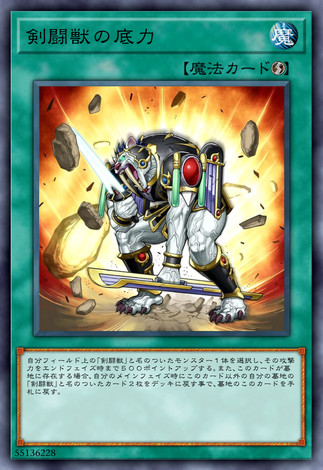 剣闘獣の底力
魔
【魔法カード】
自分フィールド上の「剣闘獣」と名のついたモンスター1体を選択し、その攻撃
力をエンドフェイズ時まで500ポイントアップする。また、このカードが墓
地に存在する場合、自分のメインフェイズ時にこのカード以外の自分の墓地の
「剣闘獣」と名のついたカード2枚をデッキに戻す事で、墓地のこのカードを手
札に戻す。
55136228